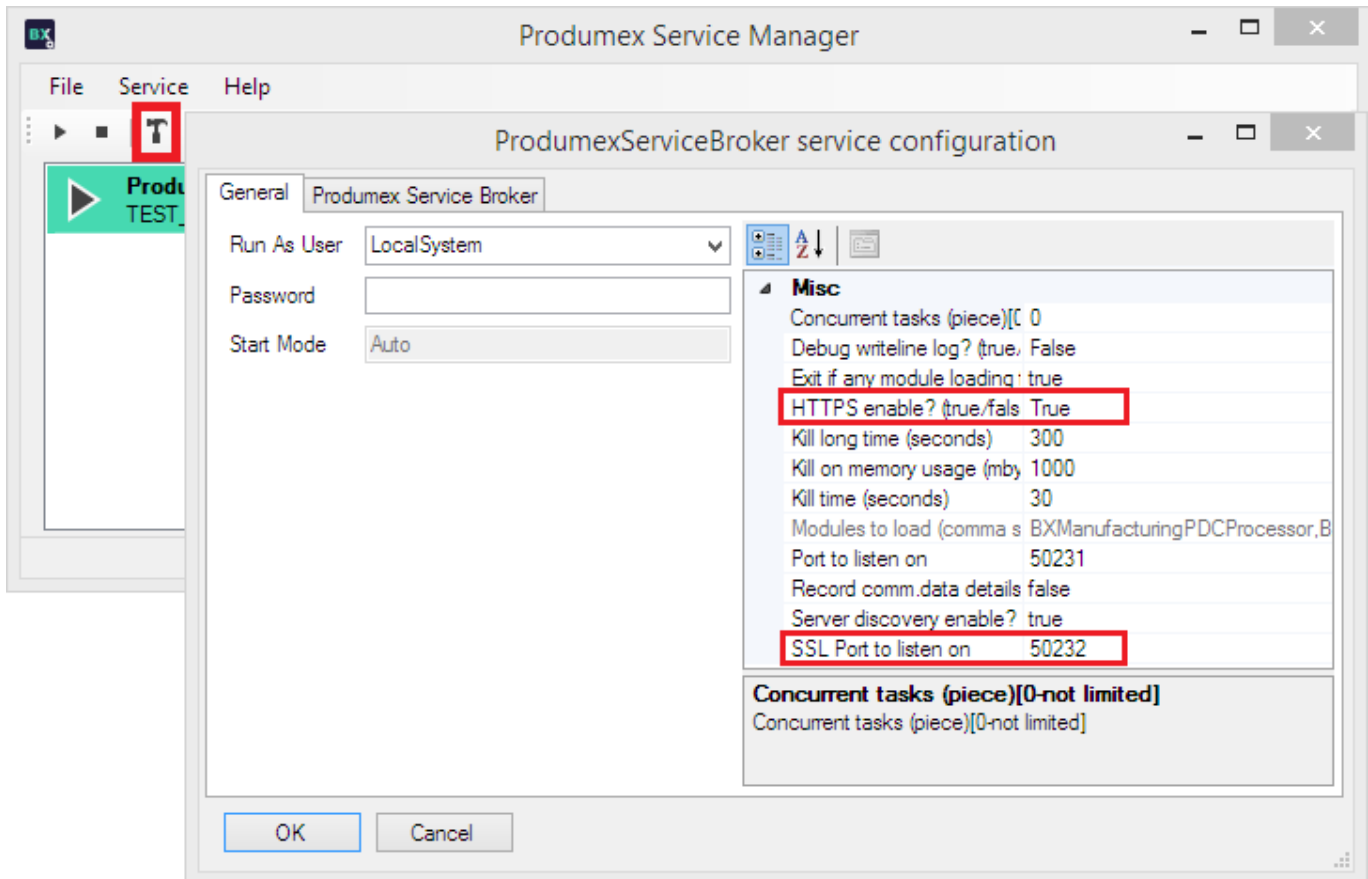 BX
Produmex Service Manager
File Service Help
ProdumexServiceBroker service configuration
Produ
TEST_
General Produmex Service Broker
Run As User LocalSystem
Password
Start Mode Auto
A
Z
Misc
Concurrent tasks (piece)[0 0
Debug writeline log? (true, False
Exit if any module loading true
HTTPS enable? (true/fals True
Kill long time (seconds) 300
Kill on memory usage (mby 1000
Kill time (seconds) 30
Modules to load (comma s BXManufacturingPDCProcessor,B
Port to listen on 50231
Record comm.data details false
Server discovery enable? true
SSL Port to listen on 50232
Concurrent tasks (piece)[0-not limited]
Concurrent tasks (piece)[0-not limited]
OK Cancel